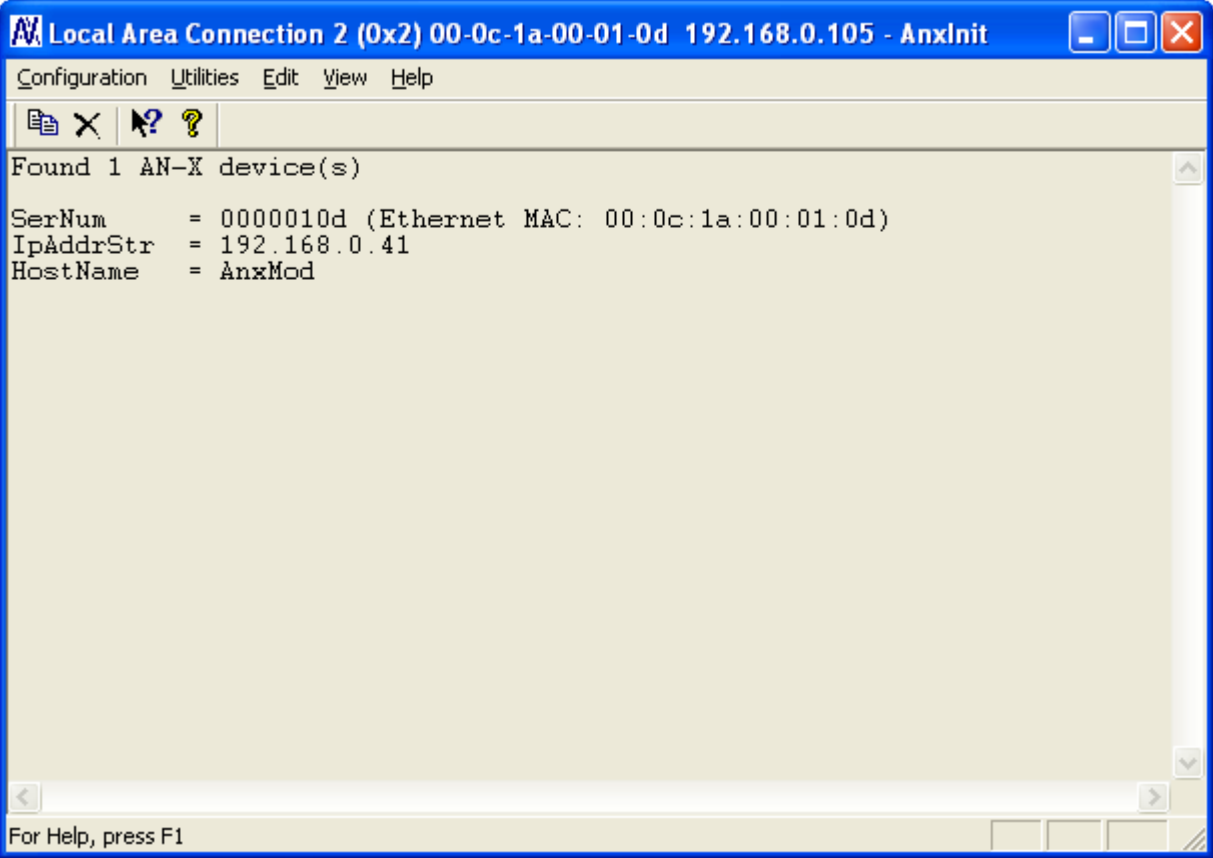 Local Area Connection 2 (0x2) 00-0c-1a-00-01-0d 192.168.0.105 - AnxInit
Configuration Utilities Edit View Help
Found 1 AN-X device(s)
SerNum = 0000010d (Ethernet MAC: 00:0c:1a:00:01:0d)
IpAddrStr = 192.168.0.41
HostName = AnxMod
For Help, press F1